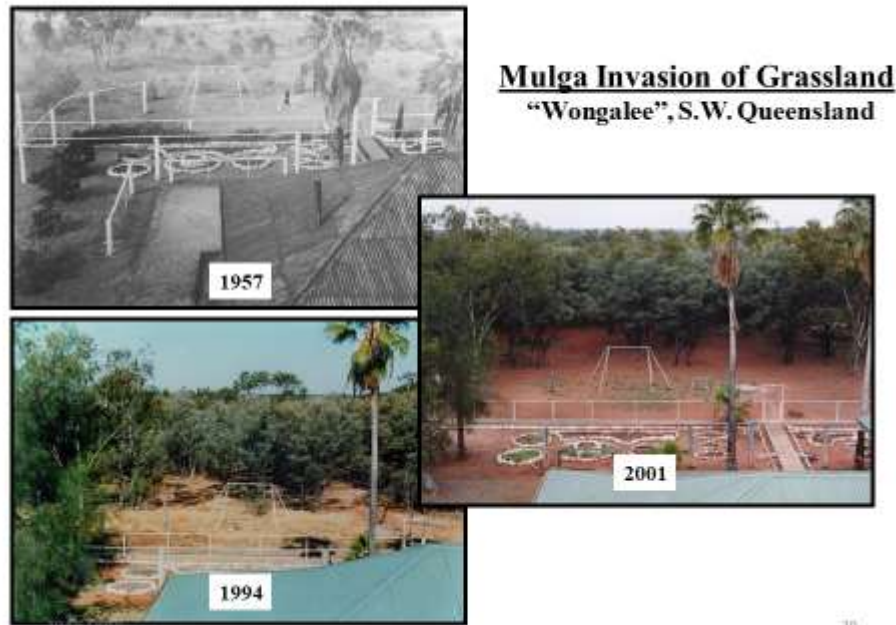 Mulga Invasion of Grassland
“Wongalee”, S.W. Queensland
1957
2001
1994